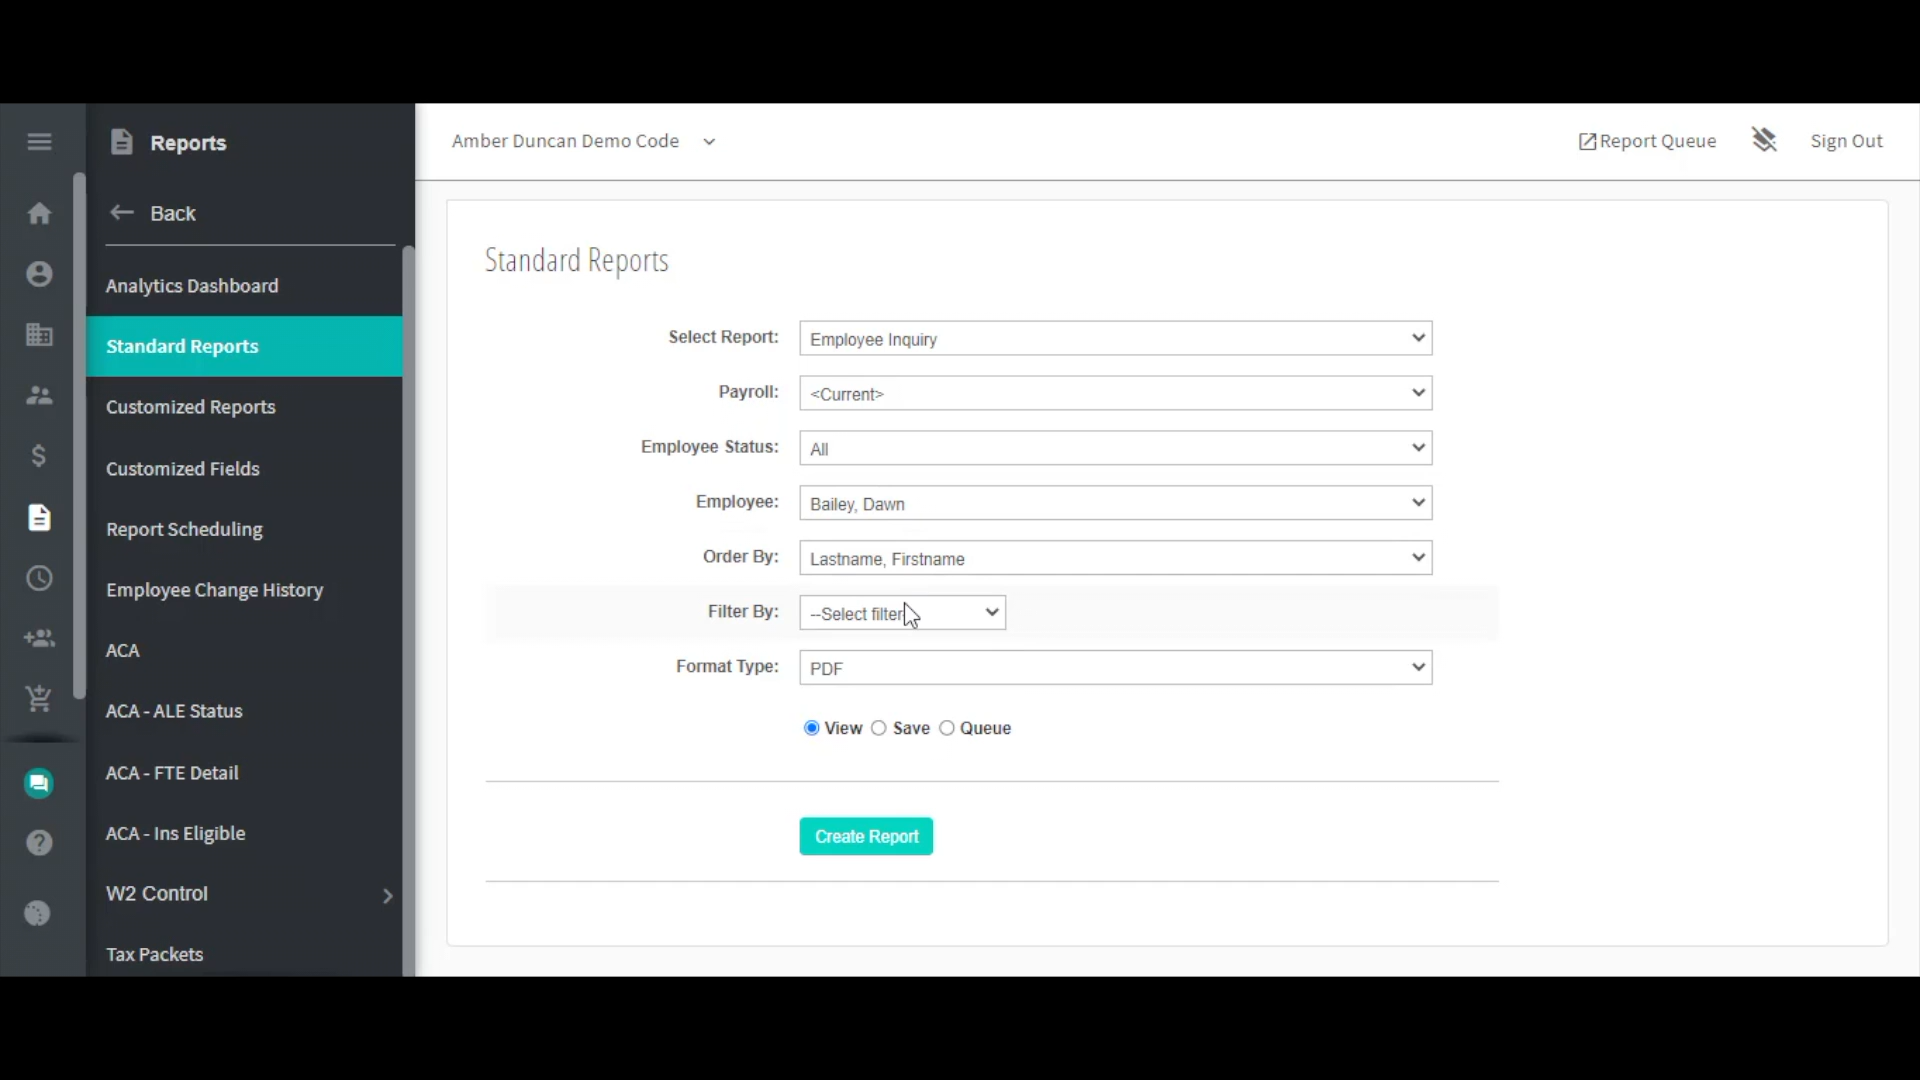 Reports
Back
Analytics Dashboard
Standard Reports
Customized Reports
Customized Fields
Report Scheduling
Employee Change History
ACA
ACA - ALE Status
ACA - FTE Detail
ACA - Ins Eligible
W2 Control
Tax Packets
Amber Duncan Demo Code
Report Queue
Sign Out
Standard Reports
Select Report: Employee Inquiry
Payroll: <Current>
Employee Status: All
Employee: Bailey, Dawn
Order By: Lastname, Firstname
Filter By: --Select filter
Format Type: PDF
View Save Queue
Create Report